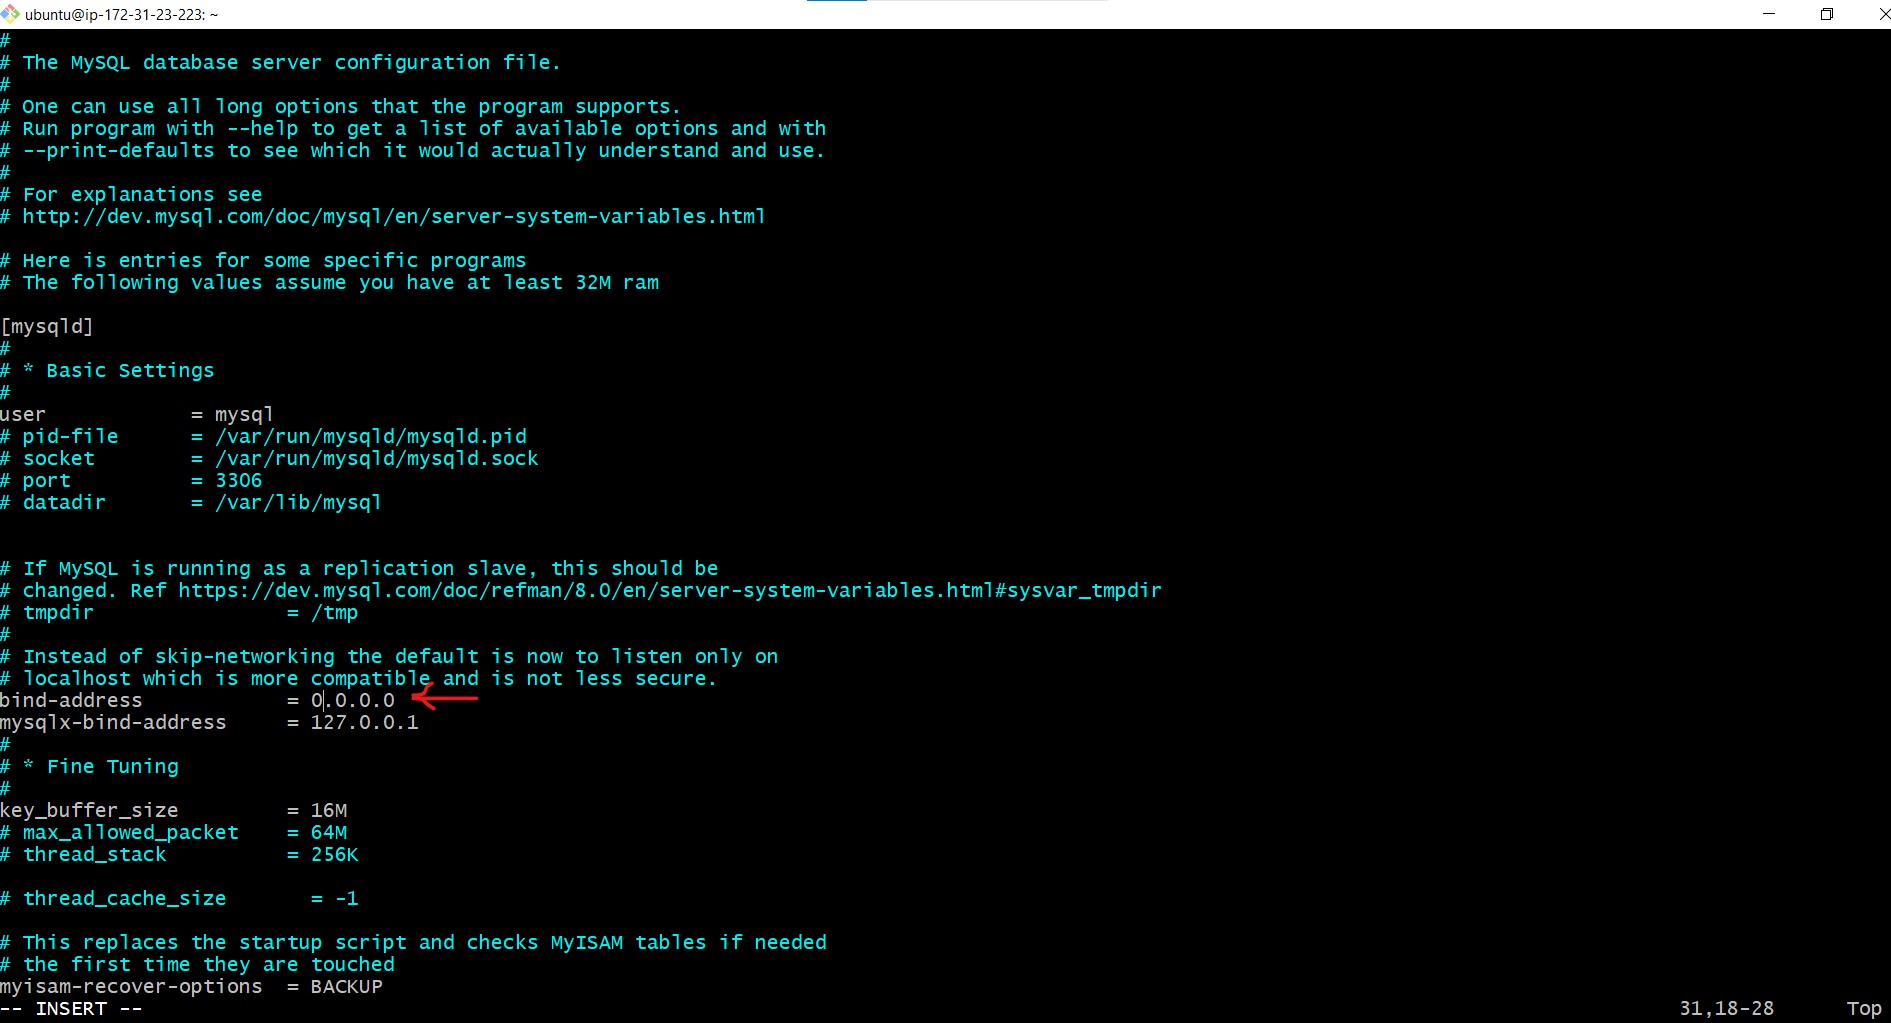 ubuntu@ip-172-31-23-223: ~
#
# The MySQL database server configuration file.
#
# One can use all long options that the program supports.
# Run program with --help to get a list of available options and with
# --print-defaults to see which it would actually understand and use.
#
# For explanations see
# http://dev.mysql.com/doc/mysql/en/server-system-variables.html
# Here is entries for some specific programs
# The following values assume you have at least 32M ram
[mysqld]
#
# * Basic Settings
#
user            = mysql
# pid-file      = /var/run/mysqld/mysqld.pid
# socket        = /var/run/mysqld/mysqld.sock
# port          = 3306
# datadir       = /var/lib/mysql
# If MySQL is running as a replication slave, this should be
# changed. Ref https://dev.mysql.com/doc/refman/8.0/en/server-system-variables.html#sysvar_tmpdir
# tmpdir                = /tmp
#
# Instead of skip-networking the default is now to listen only on
# localhost which is more compatible and is not less secure.
bind-address            = 0.0.0.0
mysqlx-bind-address     = 127.0.0.1
#
# * Fine Tuning
#
key_buffer_size         = 16M
# max_allowed_packet    = 64M
# thread_stack          = 256K
# thread_cache_size       = -1
# This replaces the startup script and checks MyISAM tables if needed
# the first time they are touched
myisam-recover-options  = BACKUP
-- INSERT -- 31,18-28 Top